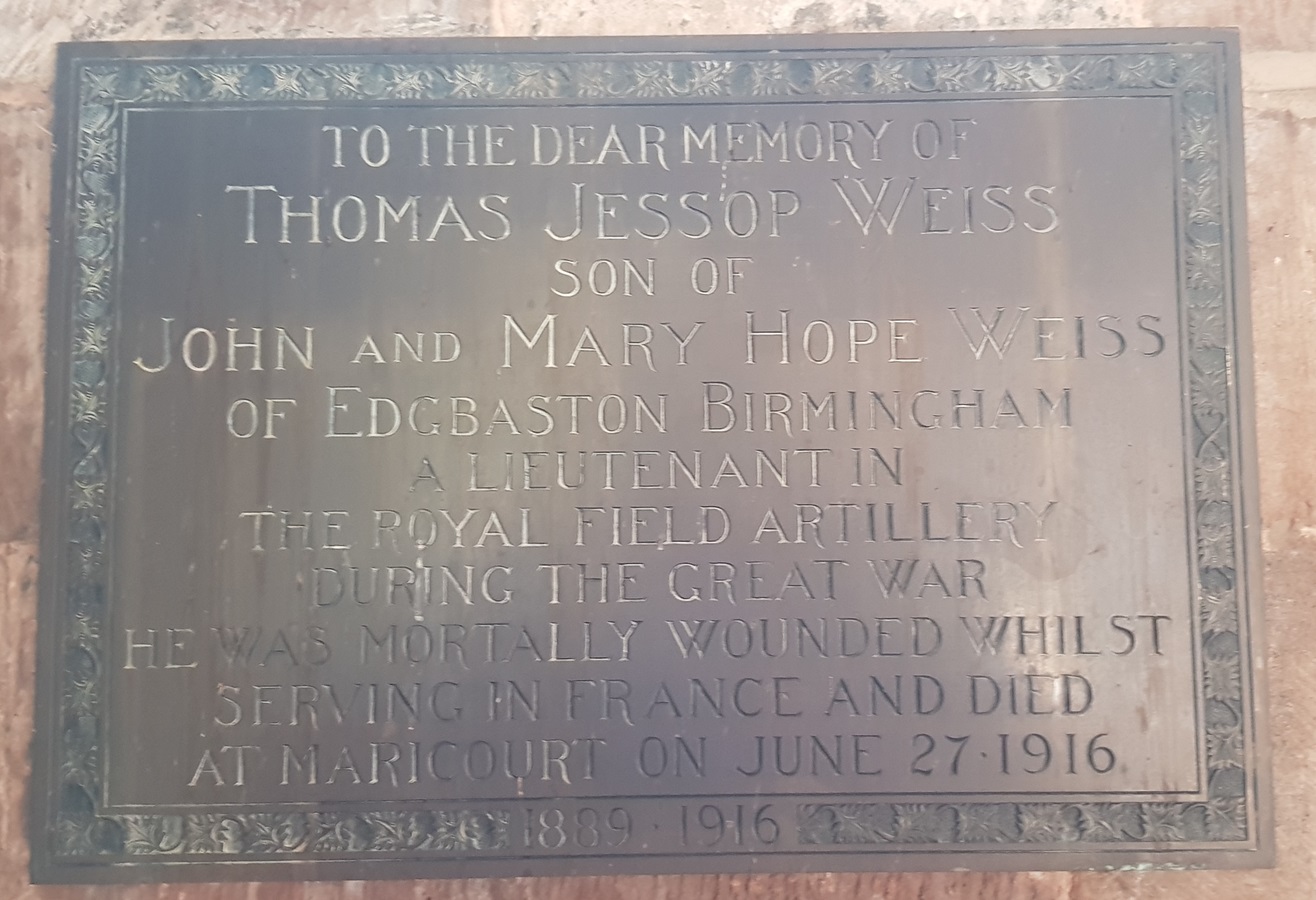 TO THE DEAR MEMORY OF
THOMAS JESSOP WEISS
SON OF
JOHN AND MARY HOPE WEISS
OF EDGBASTON BIRMINGHAM
A LIEUTENANT IN
THE ROYAL FIELD ARTILLERY
DURING THE GREAT WAR
HE WAS MORTALLY WOUNDED WHILST
SERVING IN FRANCE AND DIED
AT MARICOURT ON JUNE 27·1916
1889 · 1916